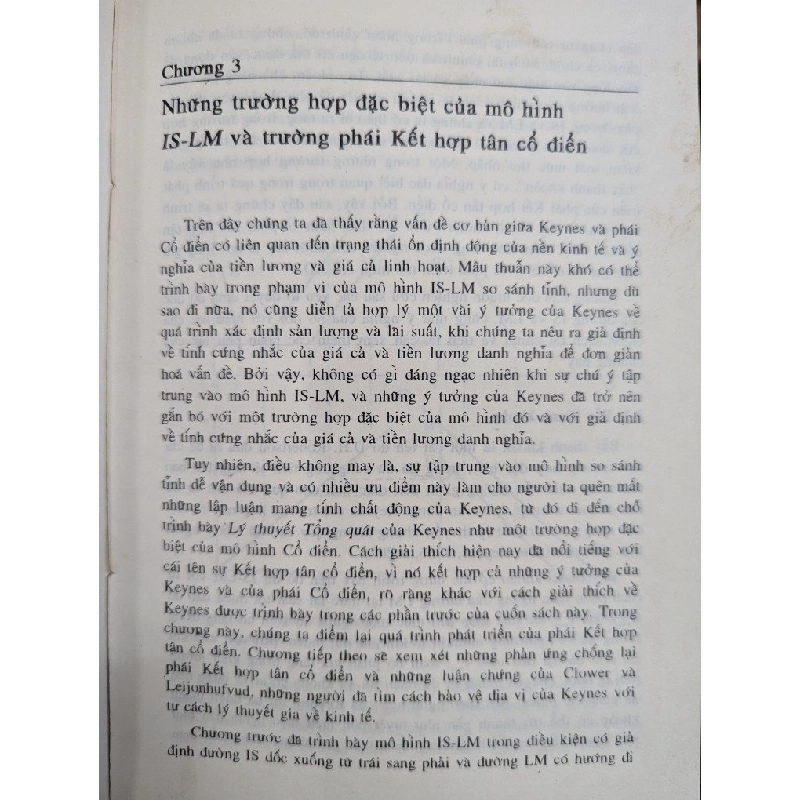 Chương 3
Những trường hợp đặc biệt của mô hình
IS-LM và trường phái Kết hợp tân cổ điển
Trên đây chúng ta đã thấy rằng vấn đề cơ bản giữa Keynes và phái
Cổ điển có liên quan đến trạng thái ổn định động của nền kinh tế và ý
nghĩa của tiền lương và giá cả linh hoạt. Mâu thuẫn này khó có thể
trình bày trong phạm vi của mô hình IS-LM so sánh tĩnh, nhưng dù
sao đi nữa, nó cũng diễn tả hợp lý một vài ý tưởng của Keynes về
quá trình xác định sản lượng và lãi suất, khi chúng ta nêu ra giả định
về tính cứng nhắc của giá cả và tiền lương danh nghĩa để đơn giản
hoá vấn đề. Bởi vậy, không có gì đáng ngạc nhiên khi sự chú ý tập
trung vào mô hình IS-LM, và những ý tưởng của Keynes đã trở nên
gắn bó với một trường hợp đặc biệt của mô hình đó và với giả định
về tính cứng nhắc của giá cả và tiền lương danh nghĩa.
Tuy nhiên, điều không may là, sự tập trung vào mô hình so sánh
tĩnh dễ vận dụng và có nhiều ưu điểm này làm cho người ta quên mất
những lập luận mang tính chất động của Keynes, từ đó đi đến chỗ
trình bày Lý thuyết Tổng quát của Keynes như một trường hợp đặc
biệt của mô hình Cổ điển. Cách giải thích hiện nay đã nổi tiếng với
cái tên sự Kết hợp tân cổ điển, vì nó kết hợp cả những ý tưởng của
Keynes và của phái Cổ điển, rõ ràng khác với cách giải thích về
Keynes được trình bày trong các phần trước của cuốn sách này. Trong
chương này, chúng ta điểm lại quá trình phát triển của phái Kết hợp
tân cổ điển. Chương tiếp theo sẽ xem xét những phản ứng chống lại
phái Kết hợp tân cổ điển và những luận chứng của Clower và
Leijonhufvud, những người đã tìm cách bảo vệ địa vị của Keynes với
tư cách lý thuyết gia về kinh tế.
Chương trước đã trình bày mô hình IS-LM trong điều kiện có giả
định đường IS dốc xuống từ trái sang phải và đường LM có hướng đi